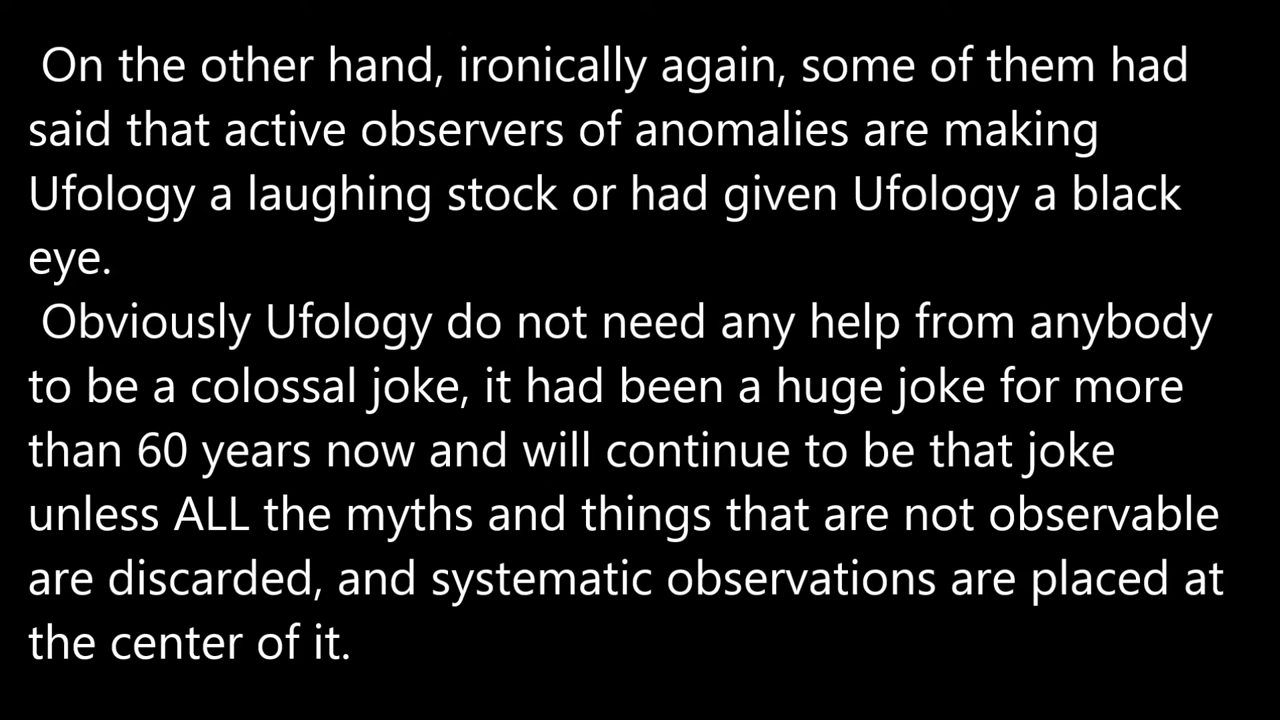 On the other hand, ironically again, some of them had
said that active observers of anomalies are making
Ufology a laughing stock or had given Ufology a black
eye.
Obviously Ufology do not need any help from anybody
to be a colossal joke, it had been a huge joke for more
than 60 years now and will continue to be that joke
unless ALL the myths and things that are not observable
are discarded, and systematic observations are placed at
the center of it.